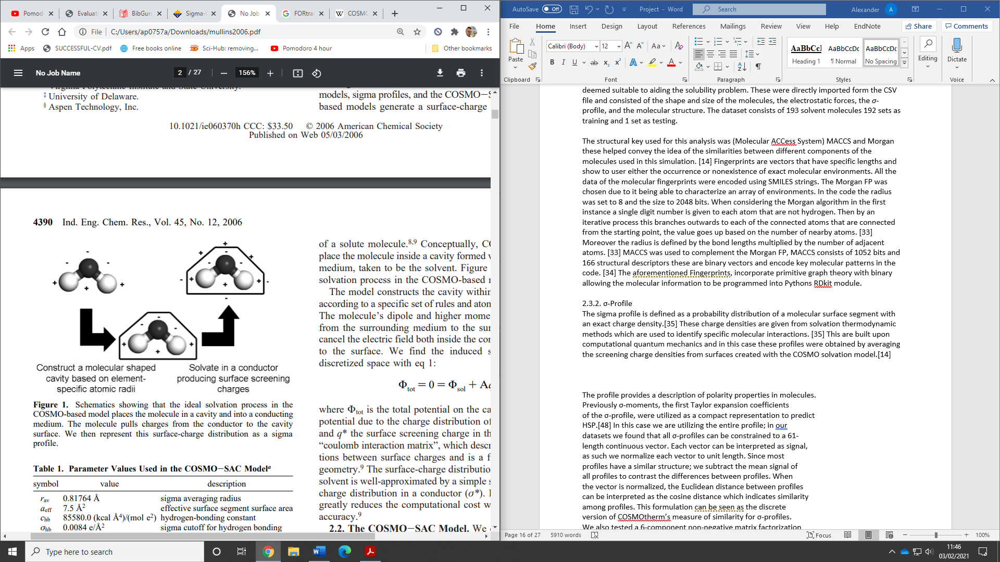 Pomod
Evaluati
BibGuru
Sigma-
No Job
FORtra
COSMO
File C:/Users/ap0757a/Downloads/mullins2006.pdf
Apps SUCCESSFUL-CV.pdf Free books online Sci-Hub: removing... Pomodoro 4 hour Other bookmarks
No Job Name 2 / 27 156%
‡ University of Delaware.
§ Aspen Technology, Inc.
models, sigma profiles, and the COSMO−S
based models generate a surface-charge
10.1021/ie060370h CCC: $33.50 © 2006 American Chemical Society
Published on Web 05/03/2006
4390 Ind. Eng. Chem. Res., Vol. 45, No. 12, 2006
Construct a molecular shaped
cavity based on element-
specific atomic radii
Solvate in a conductor
producing surface screening
charges
Figure 1. Schematics showing that the ideal solvation process in the
COSMO-based model places the molecule in a cavity and into a conducting
medium. The molecule pulls charges from the conductor to the cavity
surface. We then represent this surface-charge distribution as a sigma
profile.
Table 1. Parameter Values Used in the COSMO−SAC Modelᵃ
symbol value description
r_av 0.81764 Å sigma averaging radius
a_eff 7.5 Å² effective surface segment surface area
c_hb 85580.0 (kcal Å⁴)/(mol e²) hydrogen-bonding constant
σ_hb 0.0084 e/Å² sigma cutoff for hydrogen bonding
of a solute molecule.8,9 Conceptually, CO
place the molecule inside a cavity formed
medium, taken to be the solvent. Figure
solvation process in the COSMO-based
The model constructs the cavity within
according to a specific set of rules and atom
The molecule's dipole and higher mome
from the surrounding medium to the sur
cancel the electric field both inside the con
to the surface. We find the induced s
discretized space with eq 1:
Φtot = 0 = Φsol + Aq
where Φtot is the total potential on the ca
potential due to the charge distribution of
and q* the surface screening charge in th
"coulomb interaction matrix", which descr
tions between surface charges and is a f
geometry.9 The surface-charge distributio
solvent is well-approximated by a simple s
charge distribution in a conductor (σ*). I
greatly reduces the computational cost w
accuracy.9
2.2. The COSMO−SAC Model. We
AutoSave Off Project - Word Search Alexander A
File Home Insert Design Layout References Mailings Review View Help EndNote Share Comments
Paste
Calibri (Body) 12
AaBbCcI AaBbCcDc AaBbCcDc
Heading 1 ¶ Normal No Spacing
Editing Dictate
Clipboard Font Paragraph Styles Voice
deemed suitable to aiding the solubility problem. These were directly imported form the CSV
file and consisted of the shape and size of the molecules, the electrostatic forces, the σ-
profile, and the molecular structure. The dataset consists of 193 solvent molecules 192 sets as
training and 1 set as testing.
The structural key used for this analysis was (Molecular ACCess System) MACCS and Morgan
these helped convey the idea of the similarities between different components of the
molecules used in this simulation. [14] Fingerprints are vectors that have specific lengths and
show to user either the occurrence or nonexistence of exact molecular environments. All the
data of the molecular fingerprints were encoded using SMILES strings. The Morgan FP was
chosen due to it being able to characterize an array of environments. In the code the radius
was set to 8 and the size to 2048 bits. When considering the Morgan algorithm in the first
instance a single digit number is given to each atom that are not hydrogen. Then by an
iterative process this branches outwards to each of the connected atoms that are connected
from the starting point, the value goes up based on the number of nearby atoms. [33]
Moreover the radius is defined by the bond lengths multiplied by the number of adjacent
atoms. [33] MACCS was used to complement the Morgan FP, MACCS consists of 1052 bits and
166 structural descriptors these are binary vectors and encode key molecular patterns in the
code. [34] The aforementioned Fingerprints, incorporate primitive graph theory with binary
allowing the molecular information to be programmed into Pythons RDkit module.
2.3.2. σ-Profile
The sigma profile is defined as a probability distribution of a molecular surface segment with
an exact charge density.[35] These charge densities are given from solvation thermodynamic
methods which are used to identify specific molecular interactions. [35] This are built upon
computational quantum mechanics and in this case these profiles were obtained by averaging
the screening charge densities from surfaces created with the COSMO solvation model.[14]
The profile provides a description of polarity properties in molecules.
Previously σ-moments, the first Taylor expansion coefficients
of the σ-profile, were utilized as a compact representation to predict
HSP.[48] In this case we are utilizing the entire profile; in our
datasets we found that all σ-profiles can be constrained to a 61-
length continuous vector. Each vector can be interpreted as signal,
as such we normalize each vector to unit length. Since most
profiles have a similar structure; we subtract the mean signal of
all profiles to contrast the differences between profiles. When
the vector is normalized, the Euclidean distance between profiles
can be interpreted as the cosine distance which indicates similarity
among profiles. This formulation can be seen as the discrete
version of COSMOtherm's measure of similarity for σ-profiles.
We also tested a 6-component non-negative matrix factorization
Page 16 of 27 5910 words Focus 100%
Type here to search
11:46
03/02/2021